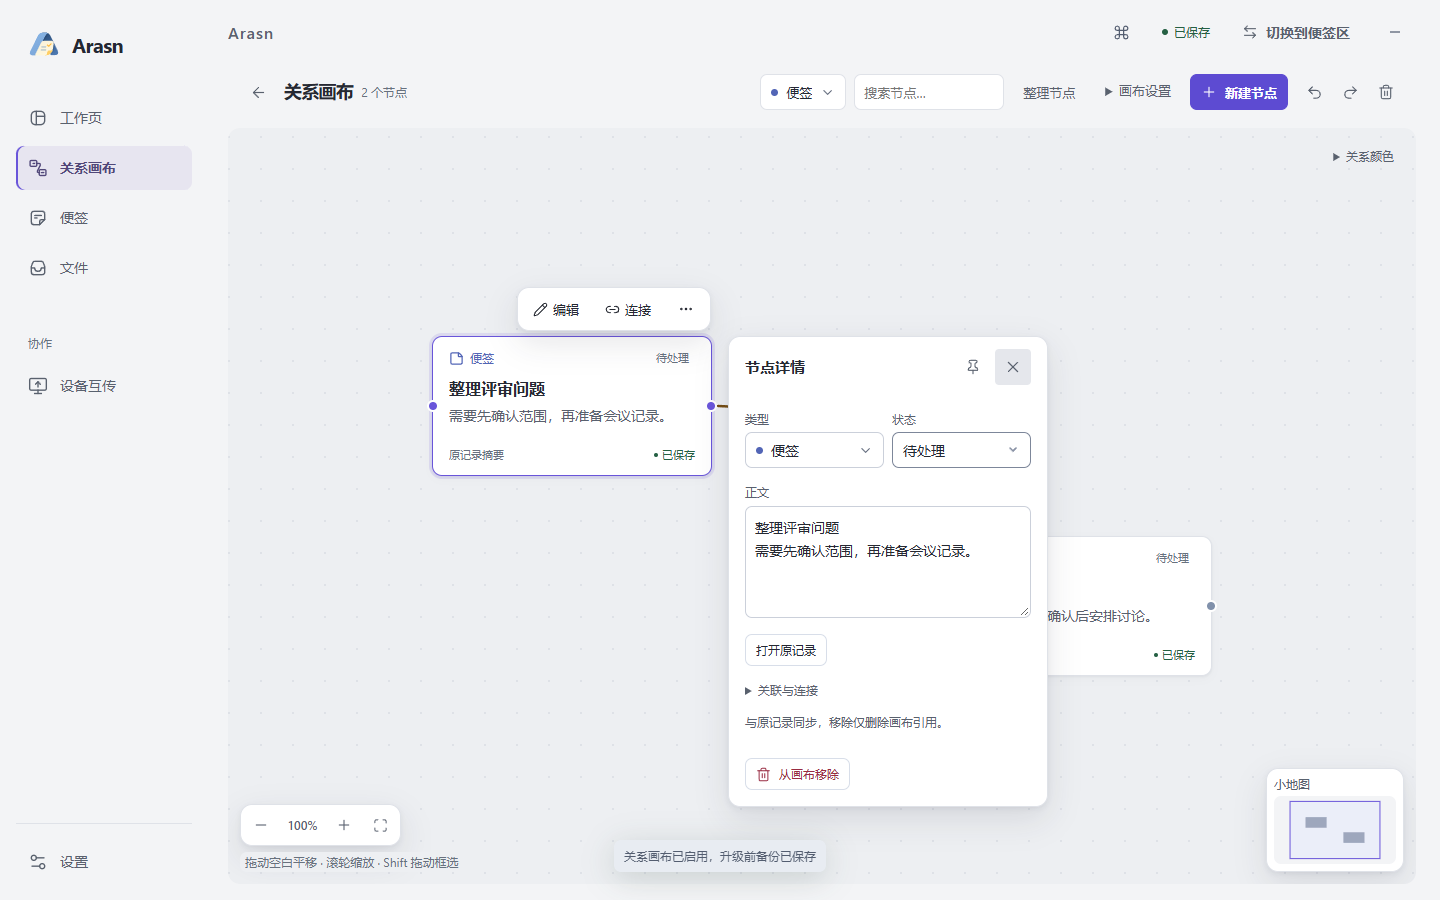 Arasn
工作页
关系画布
便签
文件
协作
设备互传
设置
Arasn
已保存
切换到便签区
关系画布
2 个节点
便签
搜索节点...
整理节点
画布设置
新建节点
关系颜色
编辑
连接
便签
待处理
整理评审问题
需要先确认范围，再准备会议记录。
原记录摘要
已保存
节点详情
类型
状态
便签
待处理
正文
整理评审问题
需要先确认范围，再准备会议记录。
打开原记录
关联与连接
与原记录同步，移除仅删除画布引用。
从画布移除
待处理
确认后安排讨论。
已保存
小地图
100%
拖动空白平移 · 滚轮缩放 · Shift 拖动框选
关系画布已启用，升级前备份已保存